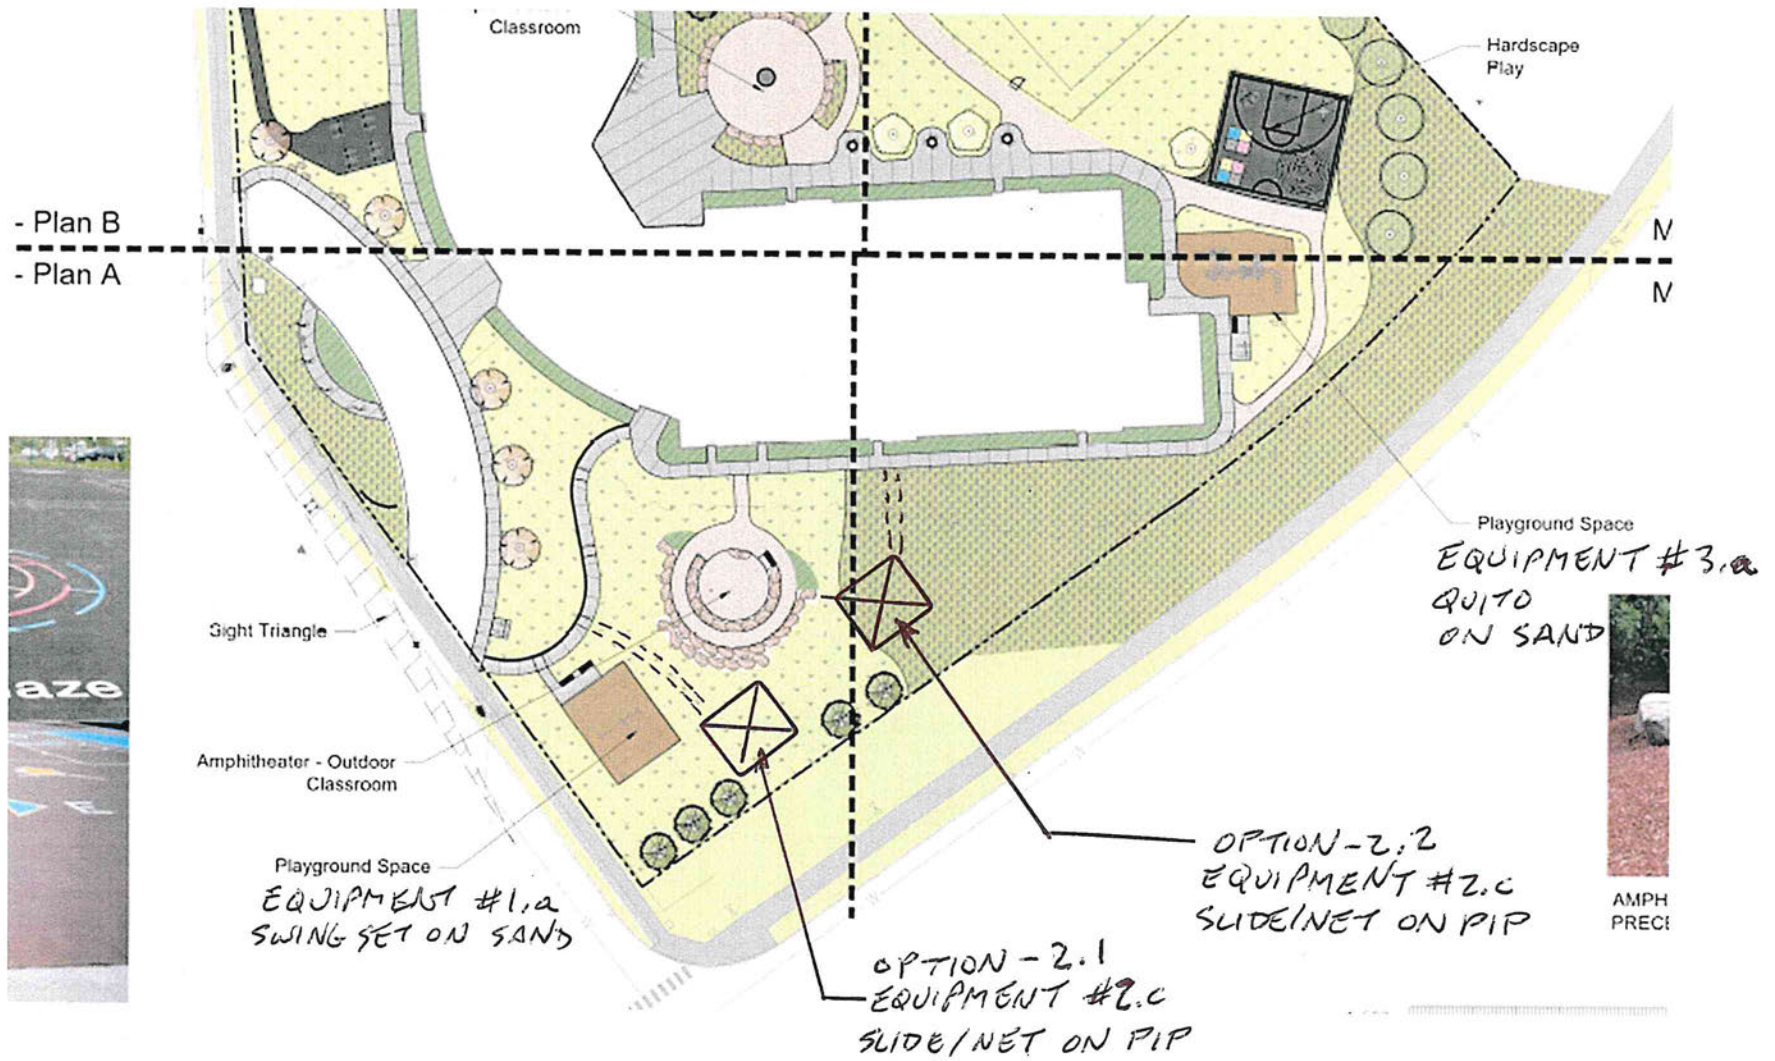 Classroom
Hardscape
Play
- Plan B
M
- Plan A
M
Playground Space
EQUIPMENT #3.a
QUITO
ON SAND
Sight Triangle
aze
Amphitheater - Outdoor
Classroom
Playground Space
EQUIPMENT #1.a
SWING SET ON SAND
OPTION-2.2
EQUIPMENT #2.c
SLIDE/NET ON PIP
AMPH
PREC
OPTION-2.1
EQUIPMENT #2.c
SLIDE/NET ON PIP